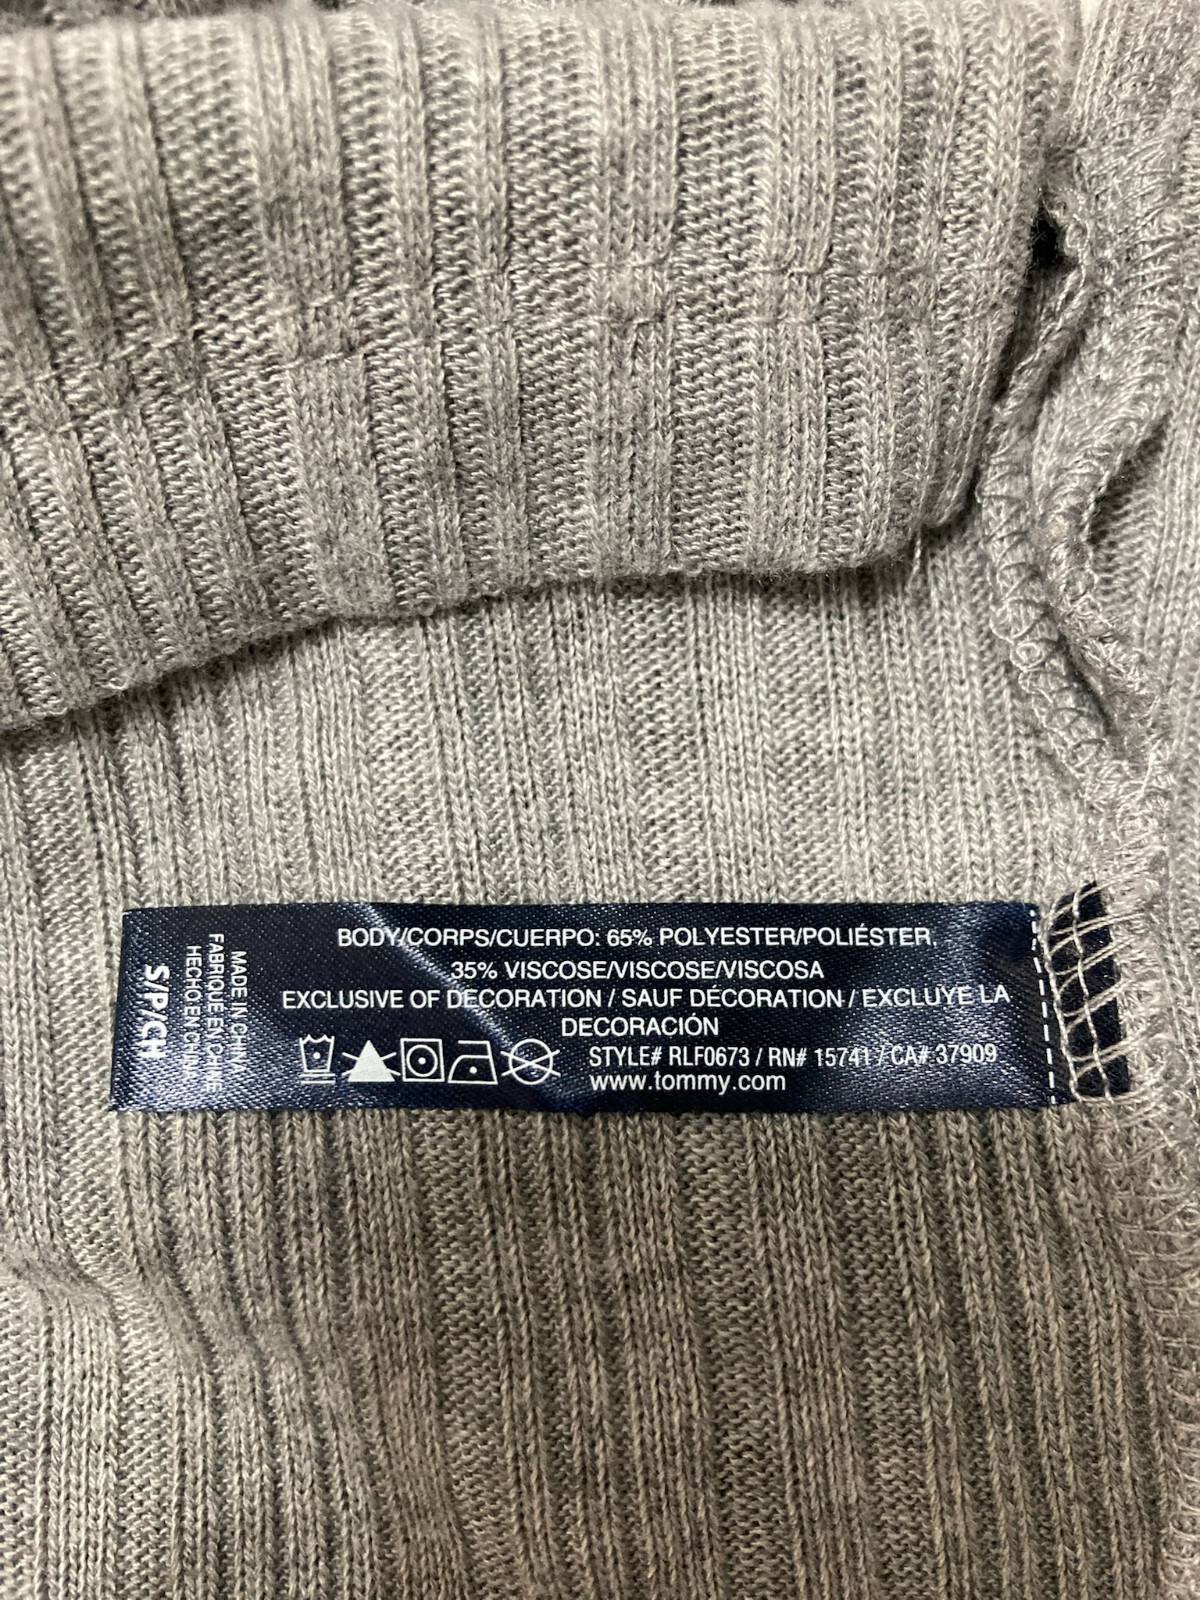 BODY/CORPS/CUERPO: 65% POLYESTER/POLIÉSTER,
35% VISCOSE/VISCOSE/VISCOSA
EXCLUSIVE OF DECORATION / SAUF DÉCORATION / EXCLUYE LA
DECORACIÓN
STYLE# RLF0673 / RN# 15741 / CA# 37909
www.tommy.com
MADE IN CHINA
FABRIQUÉ EN CHINE
HECHO EN CHINA
S/P/CH